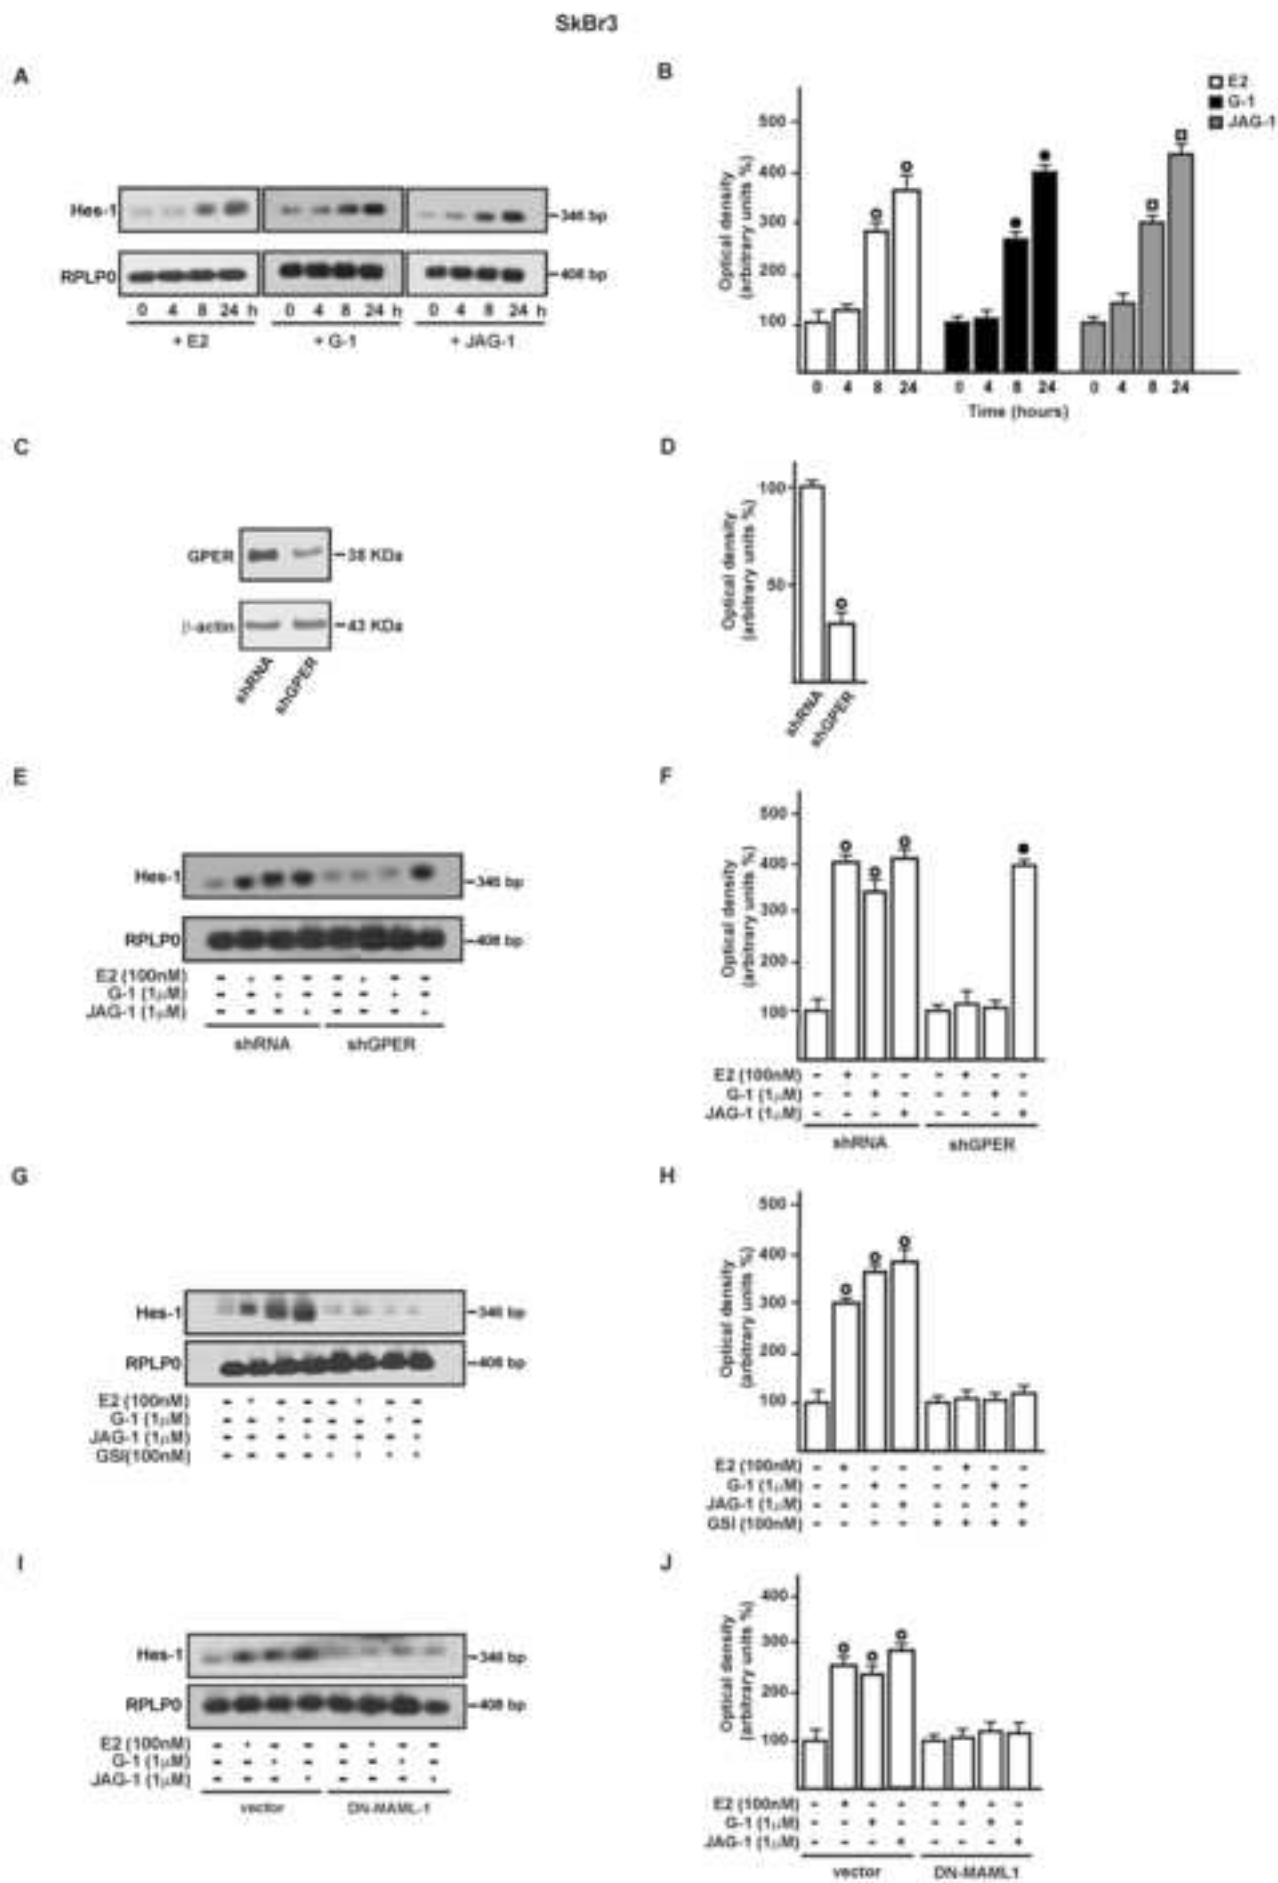 SkBr3
A
Hes-1
346 bp
RPLP0
408 bp
0 4 8 24 h 0 4 8 24 h 0 4 8 24 h
+ E2 + G-1 + JAG-1
B
E2
G-1
JAG-1
Optical density
(arbitrary units %)
500
400
300
200
100
0 4 8 24 0 4 8 24 0 4 8 24
Time (hours)
C
GPER
38 KDa
β-actin
43 KDa
shRNA shGPER
D
Optical density
(arbitrary units %)
100
50
shRNA shGPER
E
Hes-1
346 bp
RPLP0
408 bp
E2 (100nM) - + - - - + - -
G-1 (1µM) - - + - - - + -
JAG-1 (1µM) - - - + - - - +
shRNA shGPER
F
Optical density
(arbitrary units %)
500
400
300
200
100
E2 (100nM) - + - - - + - -
G-1 (1µM) - - + - - - + -
JAG-1 (1µM) - - - + - - - +
shRNA shGPER
G
Hes-1
346 bp
RPLP0
408 bp
E2 (100nM) - + - - - + - -
G-1 (1µM) - - + - - - + -
JAG-1 (1µM) - - - + - - - +
GSI(100nM) - - - - + + + +
H
Optical density
(arbitrary units %)
500
400
300
200
100
E2 (100nM) - + - - - + - -
G-1 (1µM) - - + - - - + -
JAG-1 (1µM) - - - + - - - +
GSI (100nM) - - - - + + + +
I
Hes-1
346 bp
RPLP0
408 bp
E2 (100nM) - + - - - + - -
G-1 (1µM) - - + - - - + -
JAG-1 (1µM) - - - + - - - +
vector DN-MAML-1
J
Optical density
(arbitrary units %)
400
300
200
100
E2 (100nM) - + - - - + - -
G-1 (1µM) - - + - - - + -
JAG-1 (1µM) - - - + - - - +
vector DN-MAML1